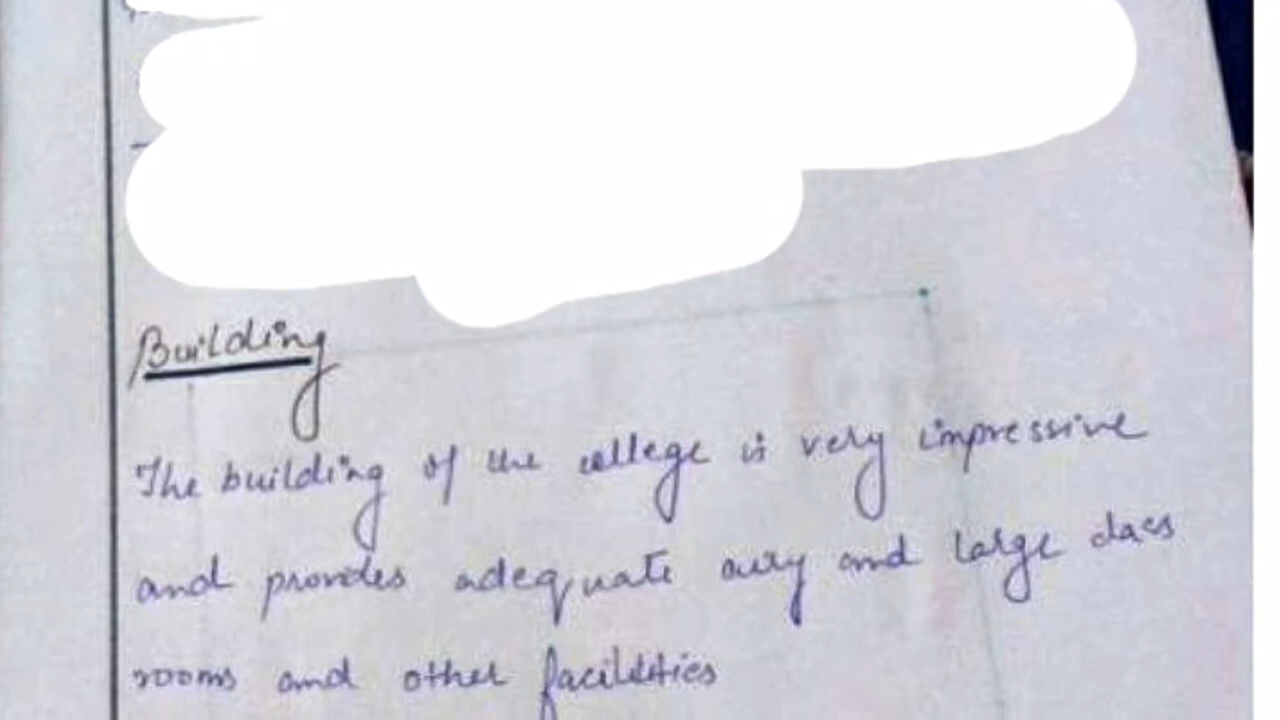 Building
The building of the college is very impressive
and provides adequate airy and large class
rooms and other facilities